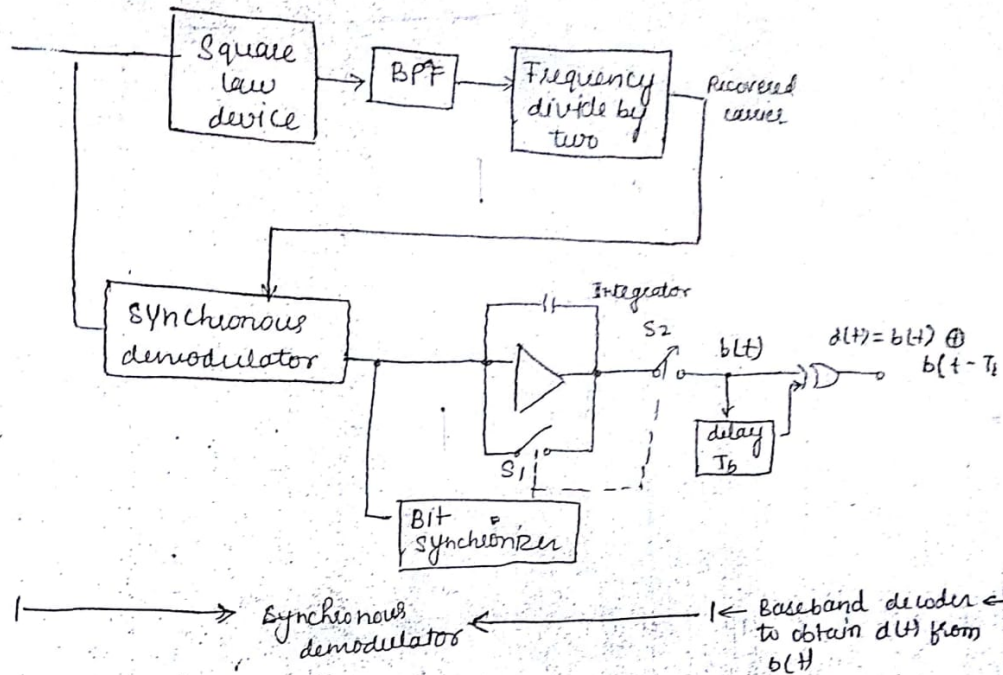 Square
law
device
BPF
Frequency
divide by
two
Recovered
carrier
Synchronous
demodulator
Integrator
S2
b(t)
d(t) = b(t) ⊕
b(t - T
S1
delay
Tb
Bit
synchronizer
Synchronous
demodulator
Baseband decoder
to obtain d(t) from
b(t)